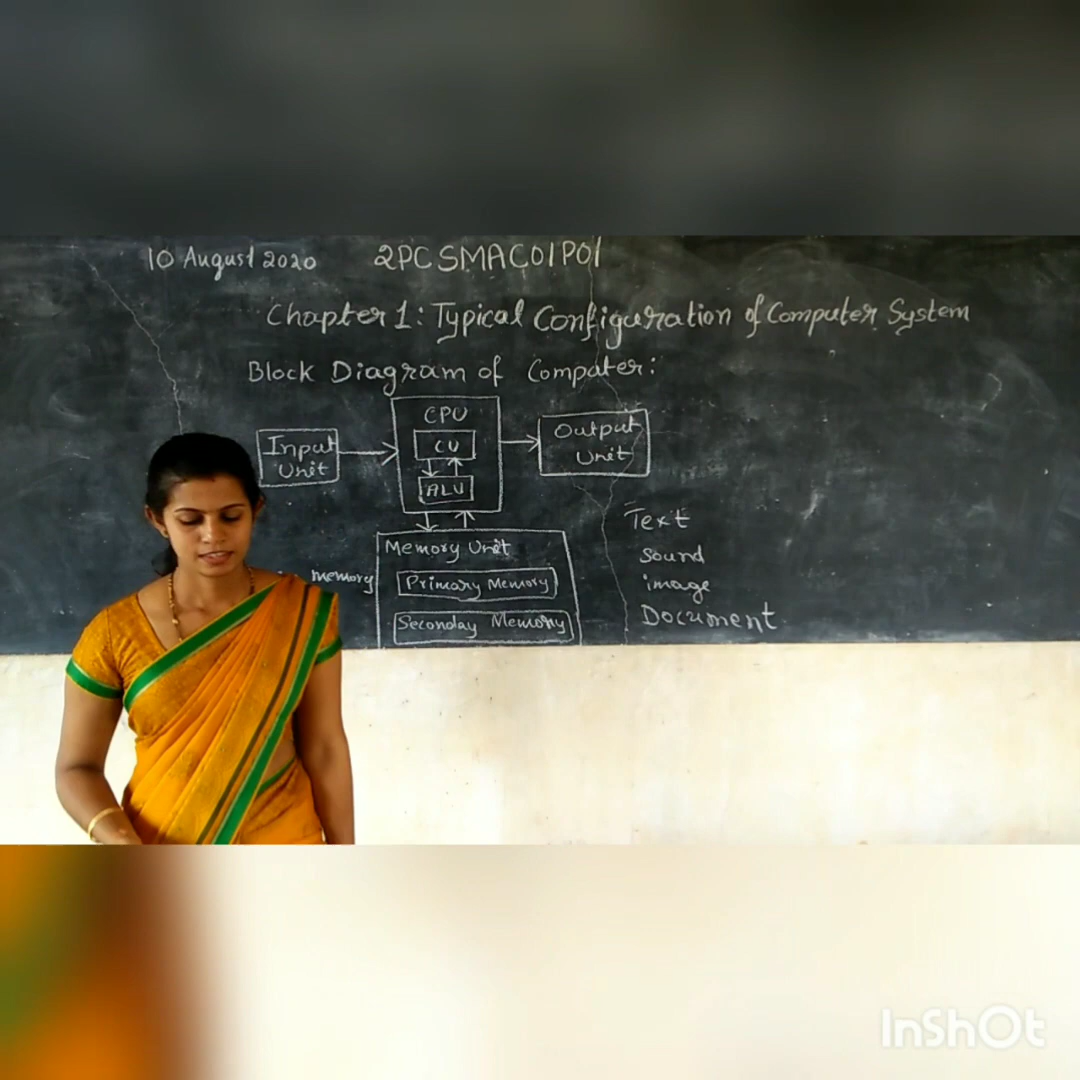 10 August 2020
2PCSMAC01P01
Chapter 1: Typical Configuration of Computer System
Block Diagram of Computer:
Input
Unit
CPU
CU
ALU
Output
Unit
Memory Unit
memory
Primary Memory
Seconday Memory
Text
Sound
image
Document
InShOt